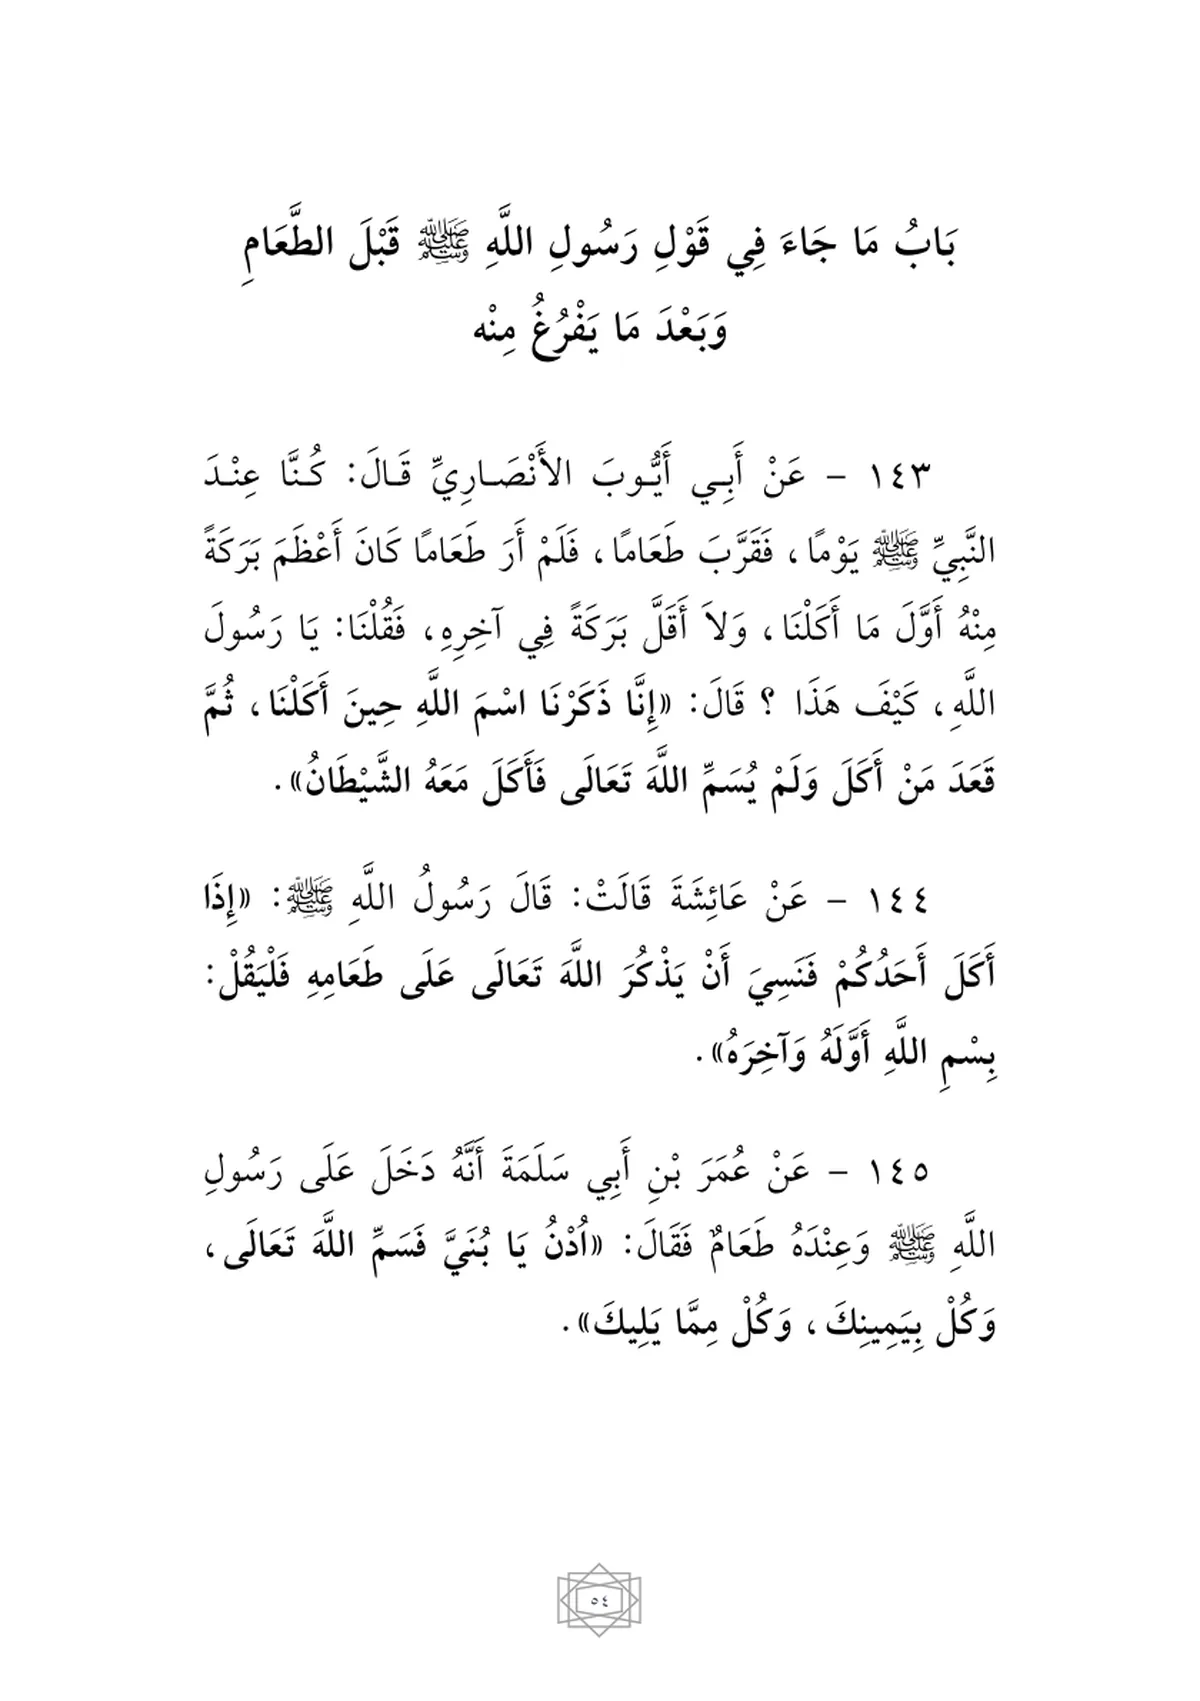 بَابُ مَا جَاءَ فِي قَوْلِ رَسُولِ اللَّهِ ﷺ قَبْلَ الطَّعَامِ
وَبَعْدَ مَا يَفْرُغُ مِنْه
١٤٣ – عَنْ أَبِي أَيُّوبَ الأَنْصَارِيِّ قَالَ: كُنَّا عِنْدَ
النَّبِيِّ ﷺ يَوْمًا، فَقَرَّبَ طَعَامًا، فَلَمْ أَرَ طَعَامًا كَانَ أَعْظَمَ بَرَكَةً
مِنْهُ أَوَّلَ مَا أَكَلْنَا، وَلاَ أَقَلَّ بَرَكَةً فِي آخِرِهِ، فَقُلْنَا: يَا رَسُولَ
اللَّهِ، كَيْفَ هَذَا ؟ قَالَ: «إِنَّا ذَكَرْنَا اسْمَ اللَّهِ حِينَ أَكَلْنَا، ثُمَّ
قَعَدَ مَنْ أَكَلَ وَلَمْ يُسَمِّ اللَّهَ تَعَالَى فَأَكَلَ مَعَهُ الشَّيْطَانُ».
١٤٤ – عَنْ عَائِشَةَ قَالَتْ: قَالَ رَسُولُ اللَّهِ ﷺ: «إِذَا
أَكَلَ أَحَدُكُمْ فَنَسِيَ أَنْ يَذْكُرَ اللَّهَ تَعَالَى عَلَى طَعَامِهِ فَلْيَقُلْ:
بِسْمِ اللَّهِ أَوَّلَهُ وَآخِرَهُ».
١٤٥ – عَنْ عُمَرَ بْنِ أَبِي سَلَمَةَ أَنَّهُ دَخَلَ عَلَى رَسُولِ
اللَّهِ ﷺ وَعِنْدَهُ طَعَامٌ فَقَالَ: «اُدْنُ يَا بُنَيَّ فَسَمِّ اللَّهَ تَعَالَى،
وَكُلْ بِيَمِينِكَ، وَكُلْ مِمَّا يَلِيكَ».
٥٤